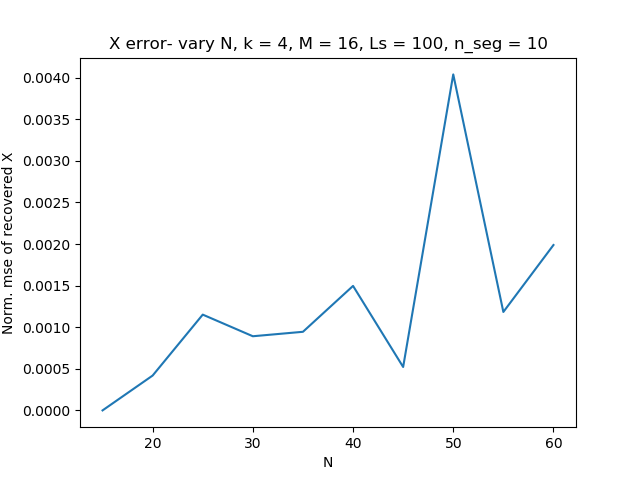 X error- vary N, k = 4, M = 16, Ls = 100, n_seg = 10
Norm. mse of recovered X
0.0040
0.0035
0.0030
0.0025
0.0020
0.0015
0.0010
0.0005
0.0000
20 30 40 50 60
N